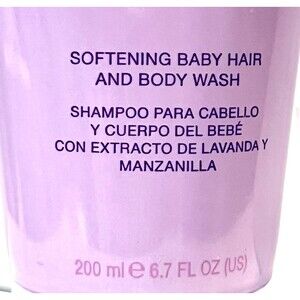 SOFTENING BABY HAIR
AND BODY WASH
SHAMPOO PARA CABELLO
Y CUERPO DEL BEBÉ
CON EXTRACTO DE LAVANDA Y
MANZANILLA
200 ml ℮ 6.7 FL OZ (US)